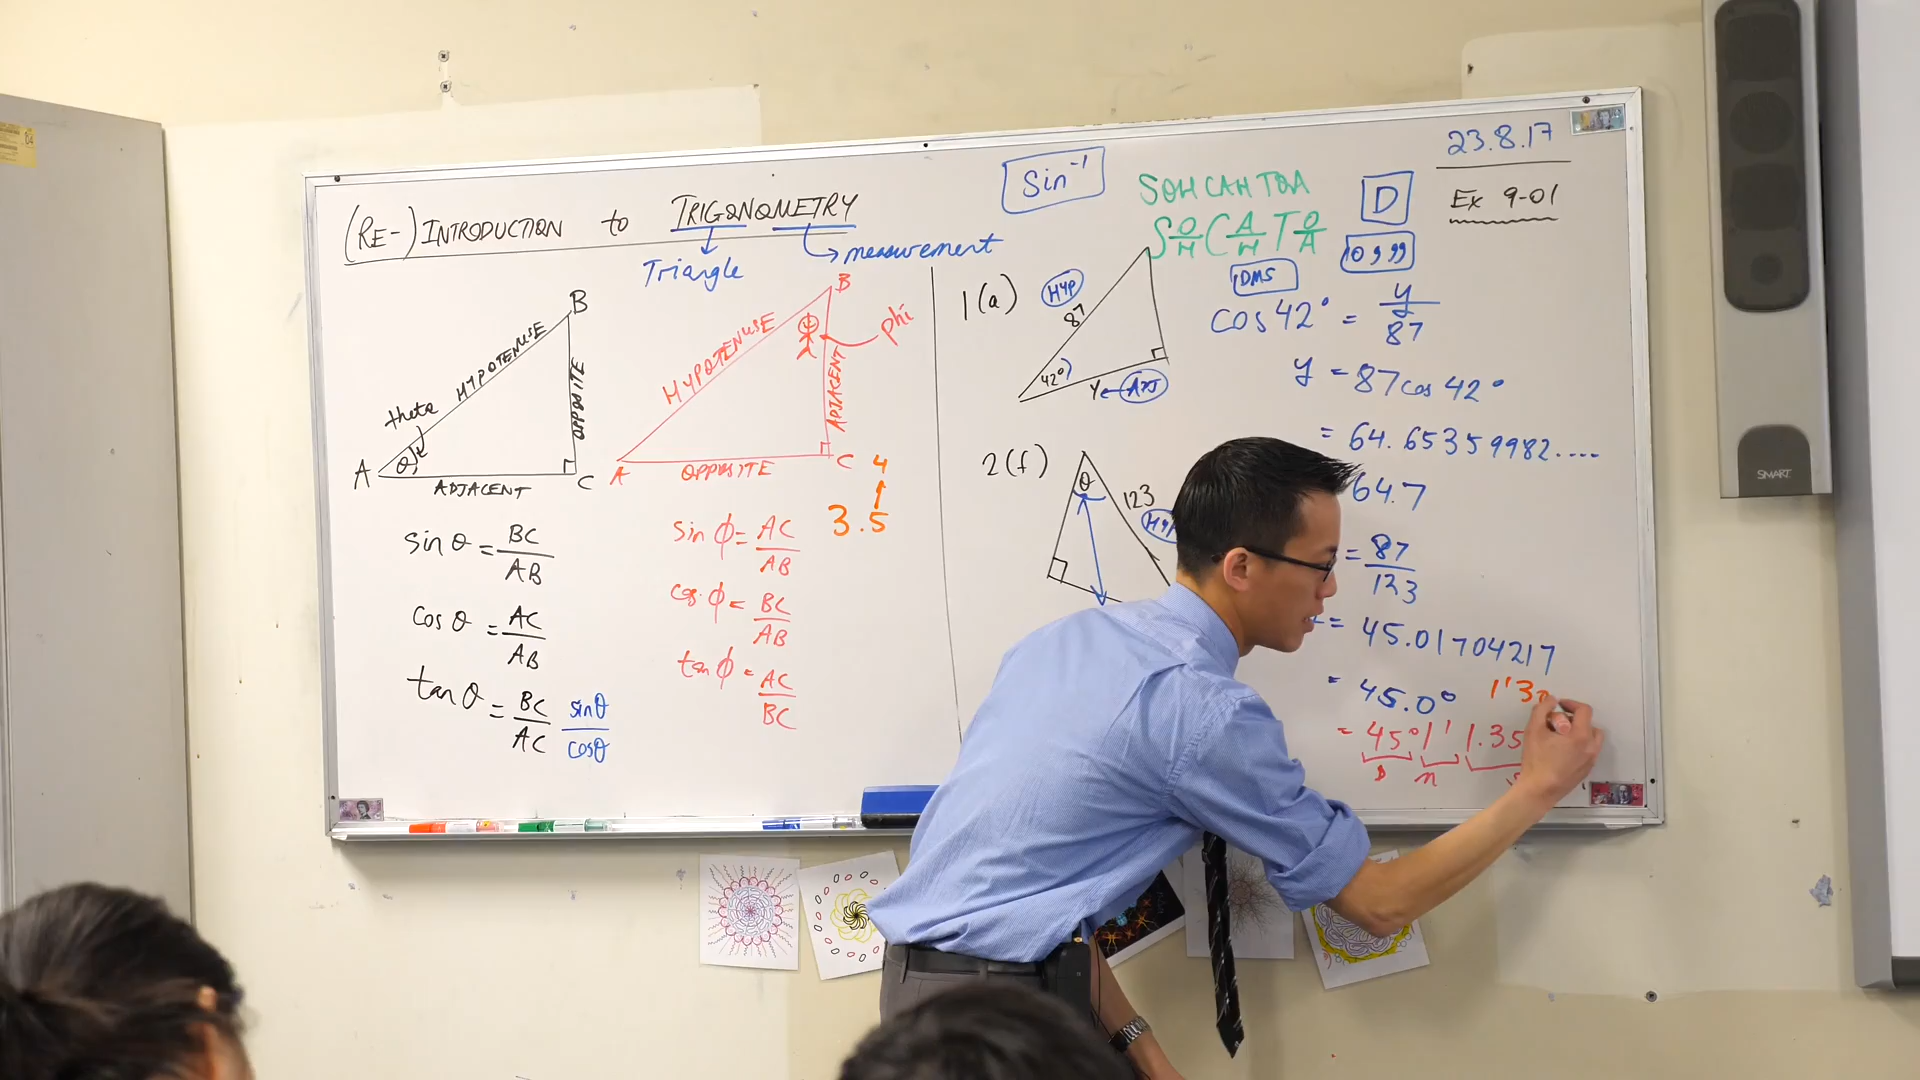 (RE-) INTRODUCTION to TRIGONOMETRY
Triangle
measurement
B
HYPOTENUSE
OPPOSITE
theta
θ
A
ADJACENT
C
sin θ = BC/AB
cos θ = AC/AB
tan θ = BC/AC sinθ/cosθ
B
phi
HYPOTENUSE
ADJACENT
A
OPPOSITE
C
4
3.5
sin ϕ = AC/AB
cos ϕ = BC/AB
tan ϕ = AC/BC
Sin⁻¹
SOH CAH TOA
S O/H C A/H T O/A
D
10 9 99
DMS
23.8.17
Ex 9-01
1(a)
HYP
87
42°
y ← ADJ
cos 42° = y/87
y = 87 cos 42°
= 64.65359982....
64.7
2(f)
θ
123
= 87/123
= 45.01704217
= 45.0°
1'3
= 45° 1' 1.35
D M
SMART